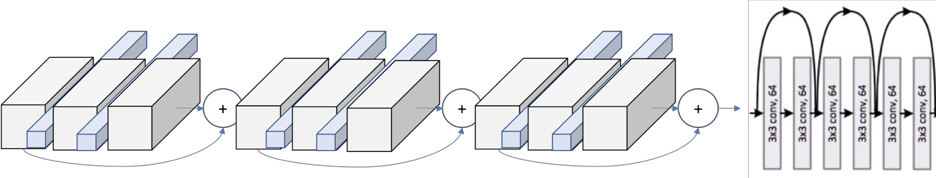 +
+
+
3x3 conv, 64
3x3 conv, 64
3x3 conv, 64
3x3 conv, 64
3x3 conv, 64
3x3 conv, 64